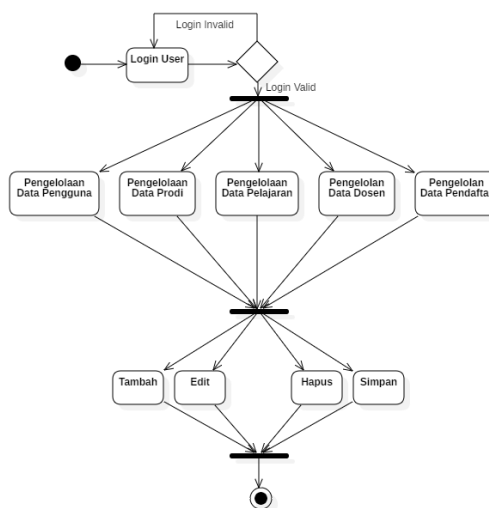 Login Invalid
Login User
Login Valid
Pengelolaan
Data Pengguna
Pengelolaan
Data Prodi
Pengelolaan
Data Pelajaran
Pengelolan
Data Dosen
Pengelolan
Data Pendafta
Tambah
Edit
Hapus
Simpan